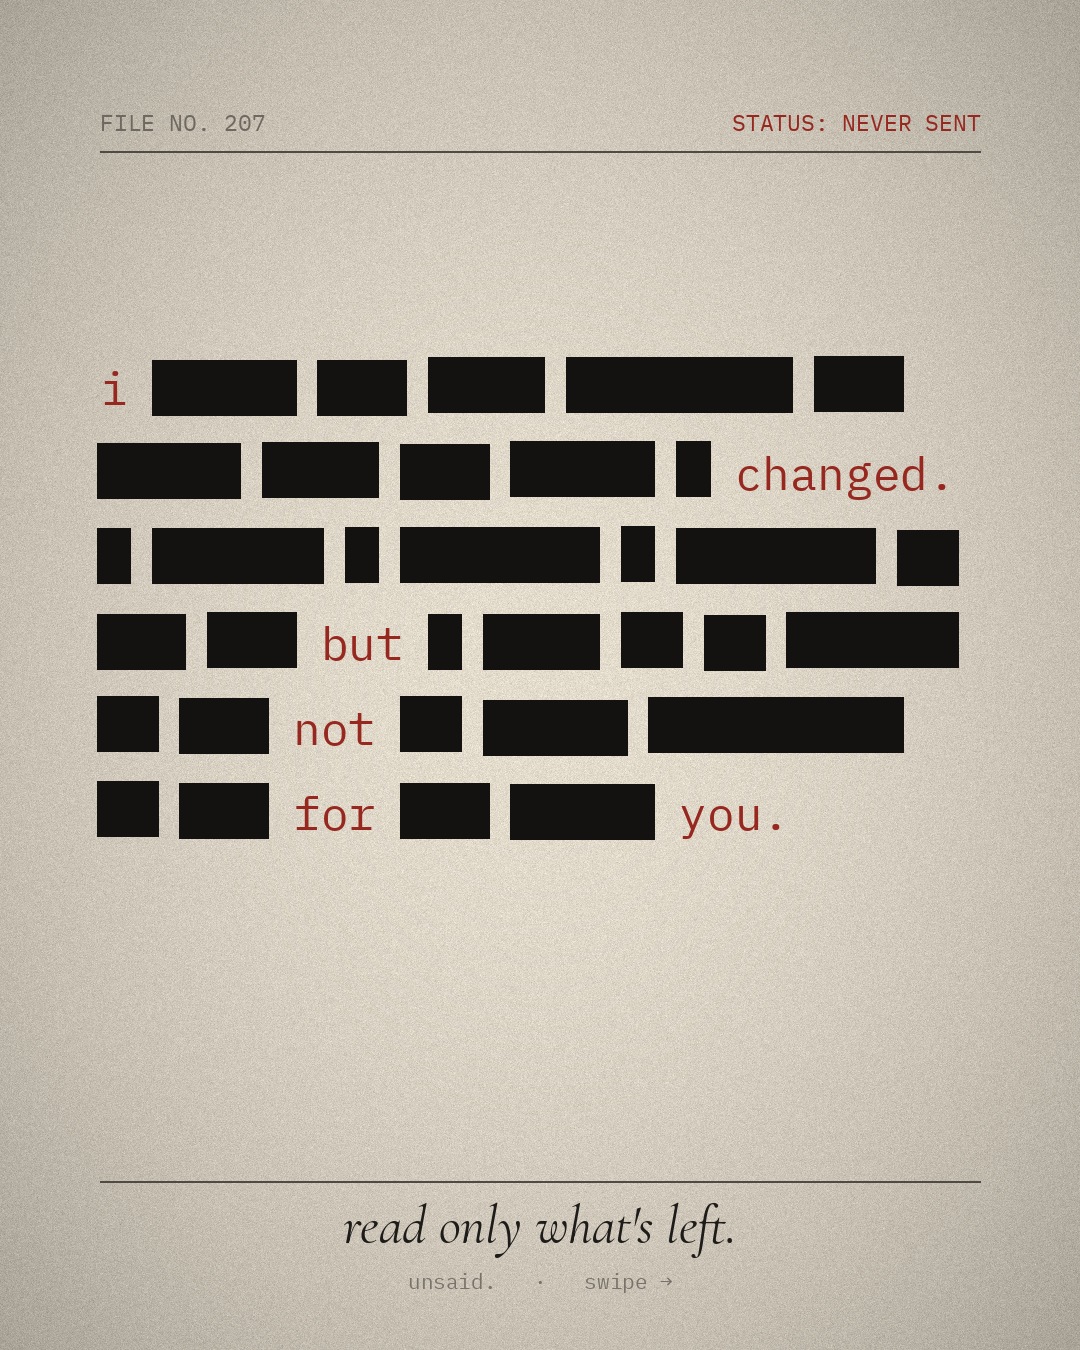 FILE NO. 207
STATUS: NEVER SENT
i
changed.
but
not
for you.
read only what's left.
unsaid. · swipe →